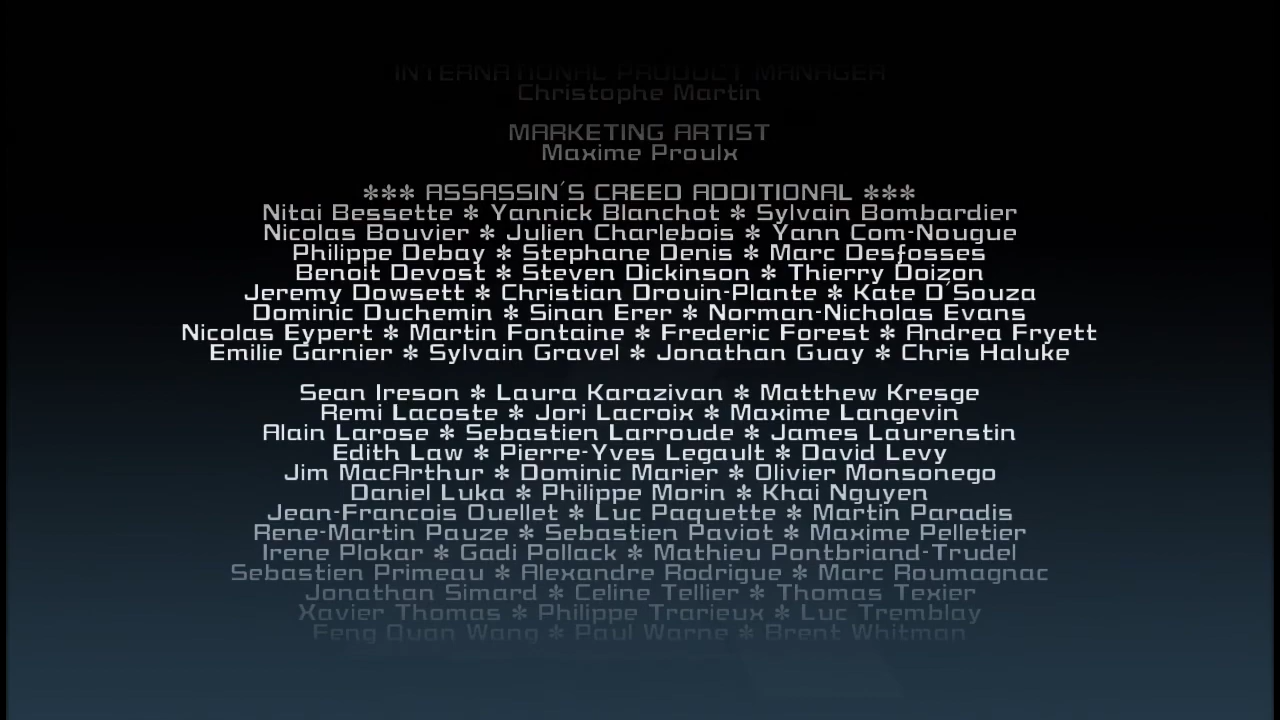 INTERNATIONAL PRODUCT MANAGER
Christophe Martin
MARKETING ARTIST
Maxime Proulx
*** ASSASSIN'S CREED ADDITIONAL ***
Nitai Bessette * Yannick Blanchot * Sylvain Bombardier
Nicolas Bouvier * Julien Charlebois * Yann Com-Nougue
Philippe Debay * Stephane Denis * Marc Desfosses
Benoit Devost * Steven Dickinson * Thierry Doizon
Jeremy Dowsett * Christian Drouin-Plante * Kate D'Souza
Dominic Duchemin * Sinan Erer * Norman-Nicholas Evans
Nicolas Eypert * Martin Fontaine * Frederic Forest * Andrea Fryett
Emilie Garnier * Sylvain Gravel * Jonathan Guay * Chris Haluke
Sean Ireson * Laura Karazivan * Matthew Kresge
Remi Lacoste * Jori Lacroix * Maxime Langevin
Alain Larose * Sebastien Larroude * James Laurenstin
Edith Law * Pierre-Yves Legault * David Levy
Jim MacArthur * Dominic Marier * Olivier Monsonego
Daniel Luka * Philippe Morin * Khai Nguyen
Jean-Francois Ouellet * Luc Paquette * Martin Paradis
Rene-Martin Pauze * Sebastien Paviot * Maxime Pelletier
Irene Plokar * Gadi Pollack * Mathieu Pontbriand-Trudel
Sebastien Primeau * Alexandre Rodrigue * Marc Roumagnac
Jonathan Simard * Celine Tellier * Thomas Texier
Xavier Thomas * Philippe Trarieux * Luc Tremblay
Feng Quan Wang * Paul Warne * Brent Whitman